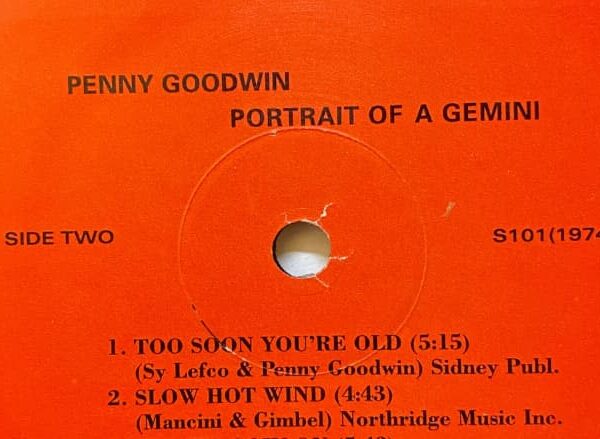 PENNY GOODWIN
PORTRAIT OF A GEMINI
SIDE TWO
S101(1974
1. TOO SOON YOU'RE OLD (5:15)
(Sy Lefco & Penny Goodwin) Sidney Publ.
2. SLOW HOT WIND (4:43)
(Mancini & Gimbel) Northridge Music Inc.